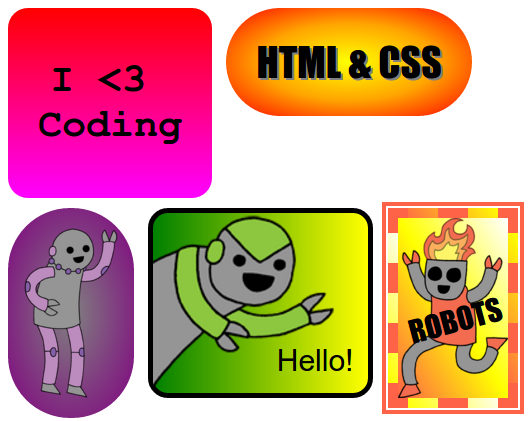 I <3
Coding
HTML & CSS
Hello!
ROBOTS